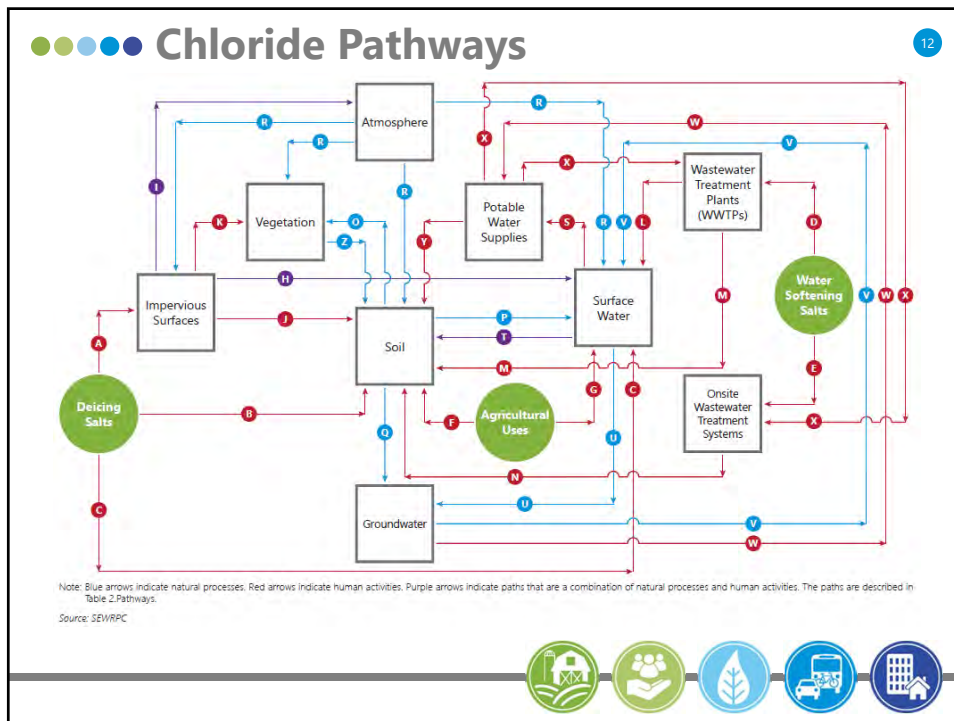 Chloride Pathways
12
Atmosphere
R
R
R
R
I
X
W
V
X
Wastewater
Treatment
Plants
(WWTPs)
Vegetation
K
O
Z
Potable
Water
Supplies
Y
S
R
V
L
D
H
Impervious
Surfaces
J
Soil
P
T
M
Surface
Water
M
Water
Softening
Salts
V
W
X
A
Deicing
Salts
B
F
Agricultural
Uses
G
C
E
Onsite
Wastewater
Treatment
Systems
X
Q
U
N
C
Groundwater
U
V
W
Note: Blue arrows indicate natural processes. Red arrows indicate human activities. Purple arrows indicate paths that are a combination of natural processes and human activities. The paths are described in
Table 2.Pathways.
Source: SEWRPC